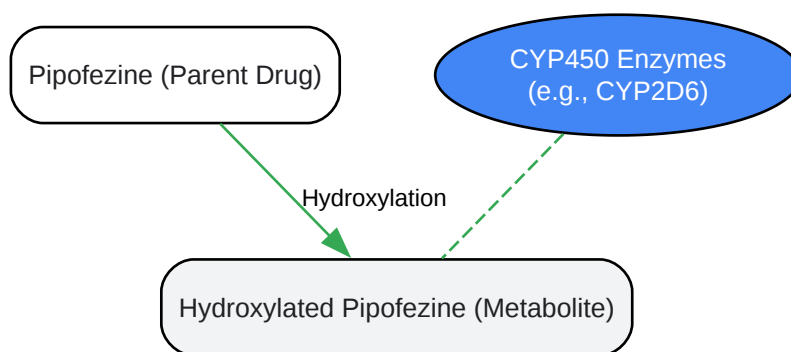 Pipofezine (Parent Drug)
CYP450 Enzymes
(e.g., CYP2D6)
Hydroxylation
Hydroxylated Pipofezine (Metabolite)